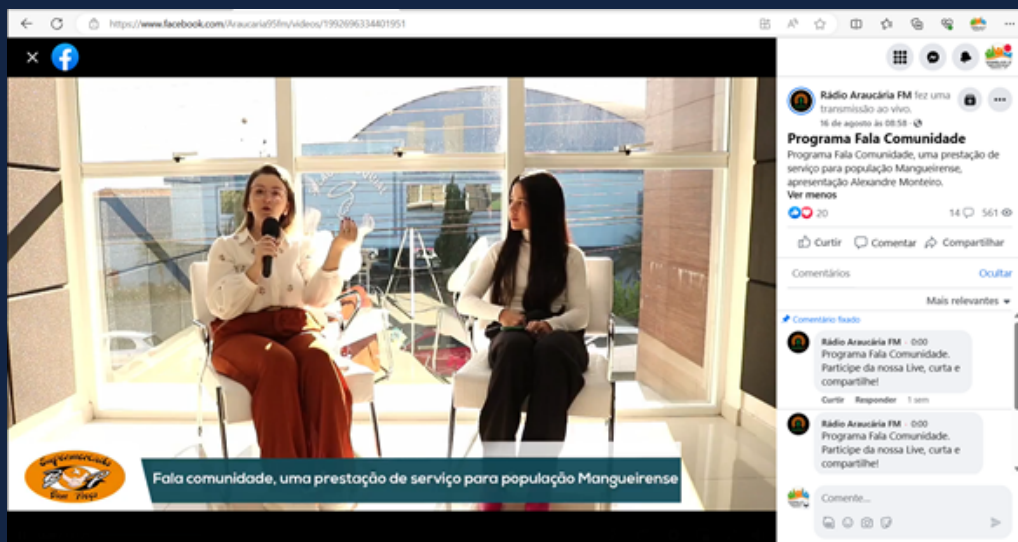 https://www.facebook.com/Araucaria95fm/videos/1992696334401951
Rádio Araucária FM fez uma
transmissão ao vivo.
16 de agosto às 08:58
Programa Fala Comunidade
Programa Fala Comunidade, uma prestação de
serviço para população Mangueirense,
apresentação Alexandre Monteiro.
Ver menos
20
14
561
Curtir
Comentar
Compartilhar
Comentários
Ocultar
Mais relevantes
Comentário fixado
Rádio Araucária FM · 0:00
Programa Fala Comunidade.
Participe da nossa Live, curta e
compartilhe!
Curtir Responder 1 sem
Rádio Araucária FM · 0:00
Programa Fala Comunidade.
Participe da nossa Live, curta e
compartilhe!
Comente...
Supermercado
Bom Preço
Fala comunidade, uma prestação de serviço para população Mangueirense